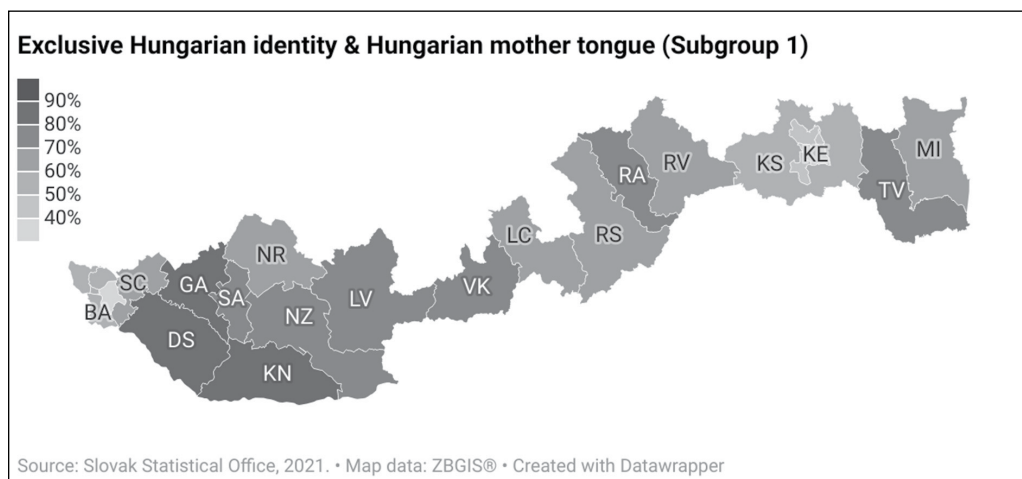 Exclusive Hungarian identity & Hungarian mother tongue (Subgroup 1)
90%
80%
70%
60%
50%
40%
MI
KE
KS
RV
RA
TV
LC
RS
NR
SC
GA
SA
VK
LV
BA
NZ
DS
KN
Source: Slovak Statistical Office, 2021. • Map data: ZBGIS® • Created with Datawrapper